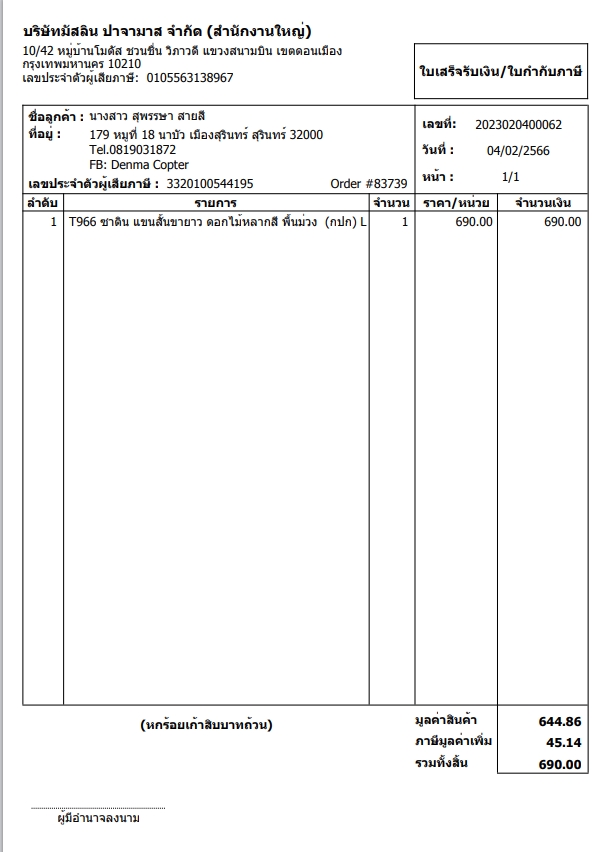 บริษัทมัสลิน ปาจามาส จำกัด (สำนักงานใหญ่)
10/42 หมู่บ้านโมดัส ชวนชื่น วิภาวดี แขวงสนามบิน เขตดอนเมือง
กรุงเทพมหานคร 10210
เลขประจำตัวผู้เสียภาษี: 0105563138967
ใบเสร็จรับเงิน/ใบกำกับภาษี
ชื่อลูกค้า : นางสาว สุพรรษา สายสี
ที่อยู่ : 179 หมู่ที่ 18 นาบัว เมืองสุรินทร์ สุรินทร์ 32000
Tel.0819031872
FB: Denma Copter
เลขประจำตัวผู้เสียภาษี : 3320100544195 Order #83739
เลขที่: 2023020400062
วันที่ : 04/02/2566
หน้า : 1/1
ลำดับ รายการ จำนวน ราคา/หน่วย จำนวนเงิน
1 T966 ซาติน แขนสั้นขายาว ดอกไม้หลากสี พื้นม่วง (กปก) L 1 690.00 690.00
(หกร้อยเก้าสิบบาทถ้วน)
มูลค่าสินค้า 644.86
ภาษีมูลค่าเพิ่ม 45.14
รวมทั้งสิ้น 690.00
ผู้มีอำนาจลงนาม